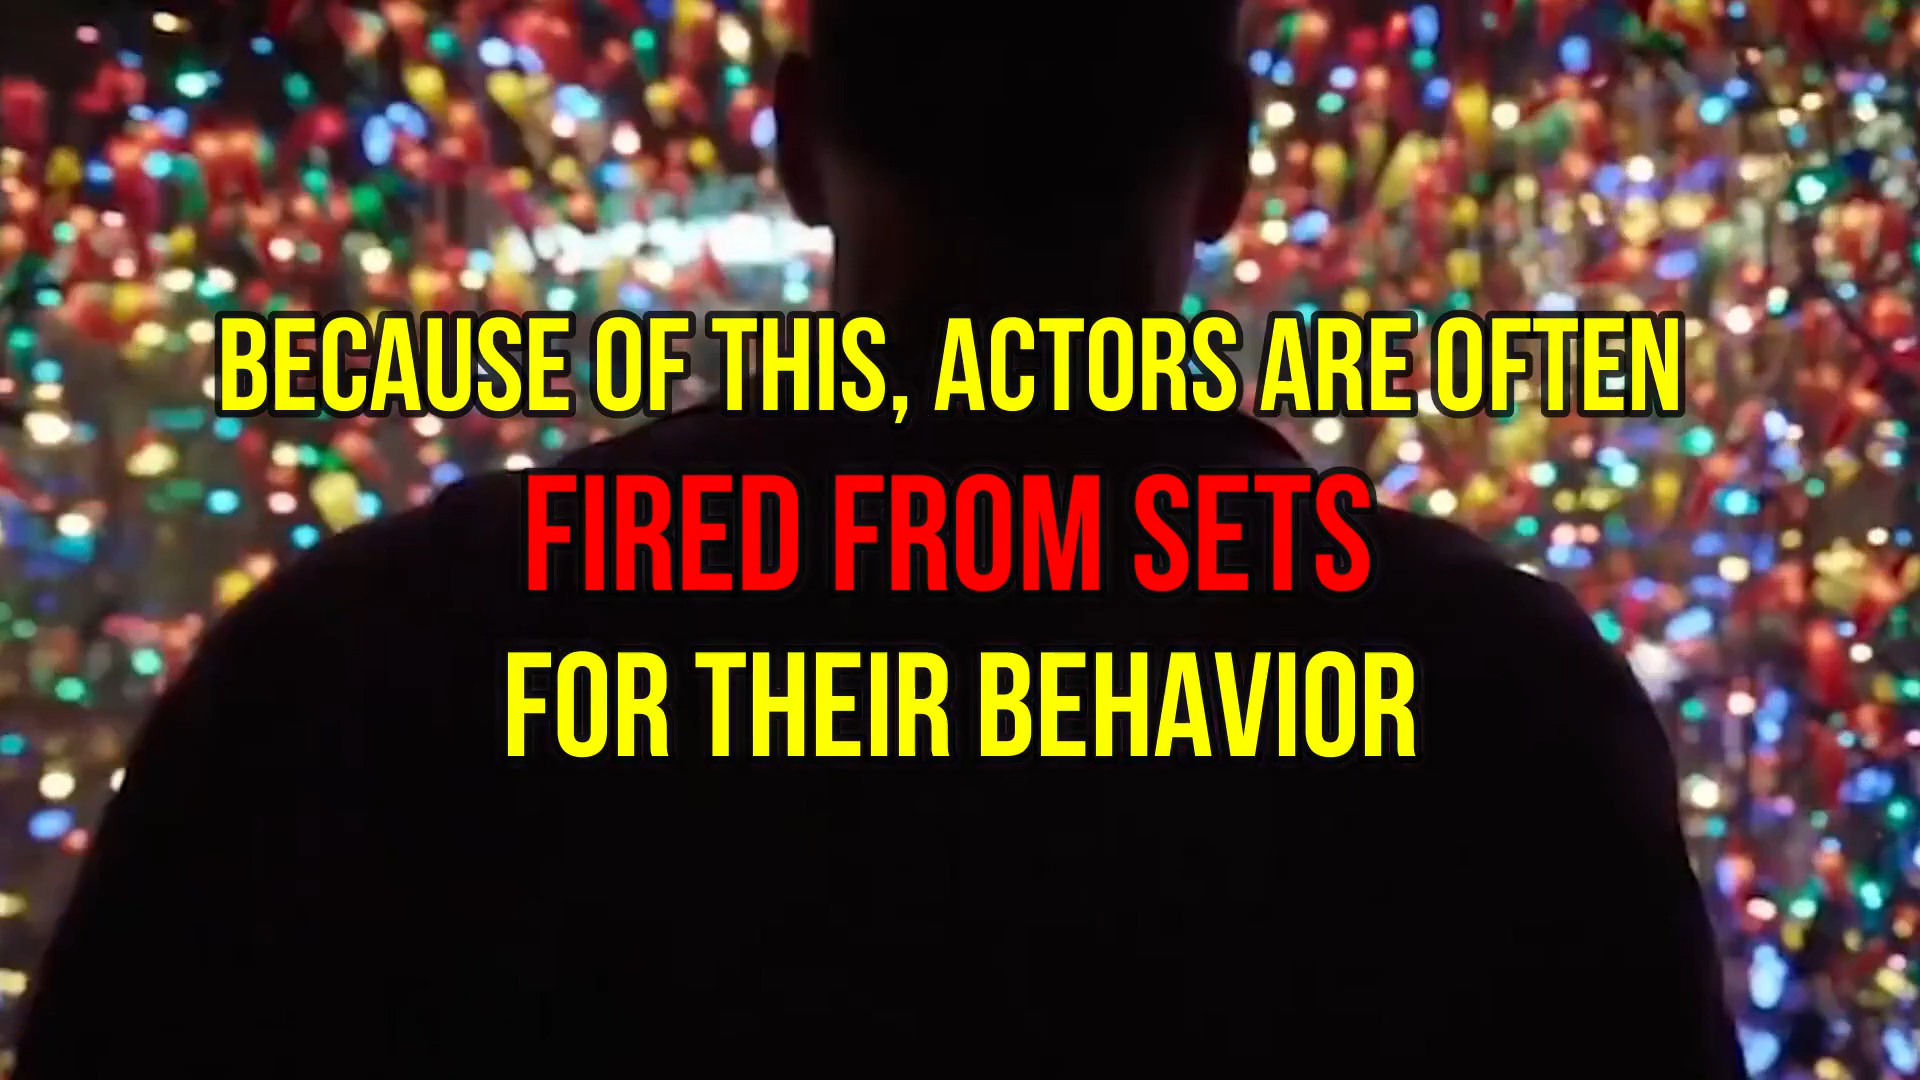 BECAUSE OF THIS, ACTORS ARE OFTEN
FIRED FROM SETS
FOR THEIR BEHAVIOR